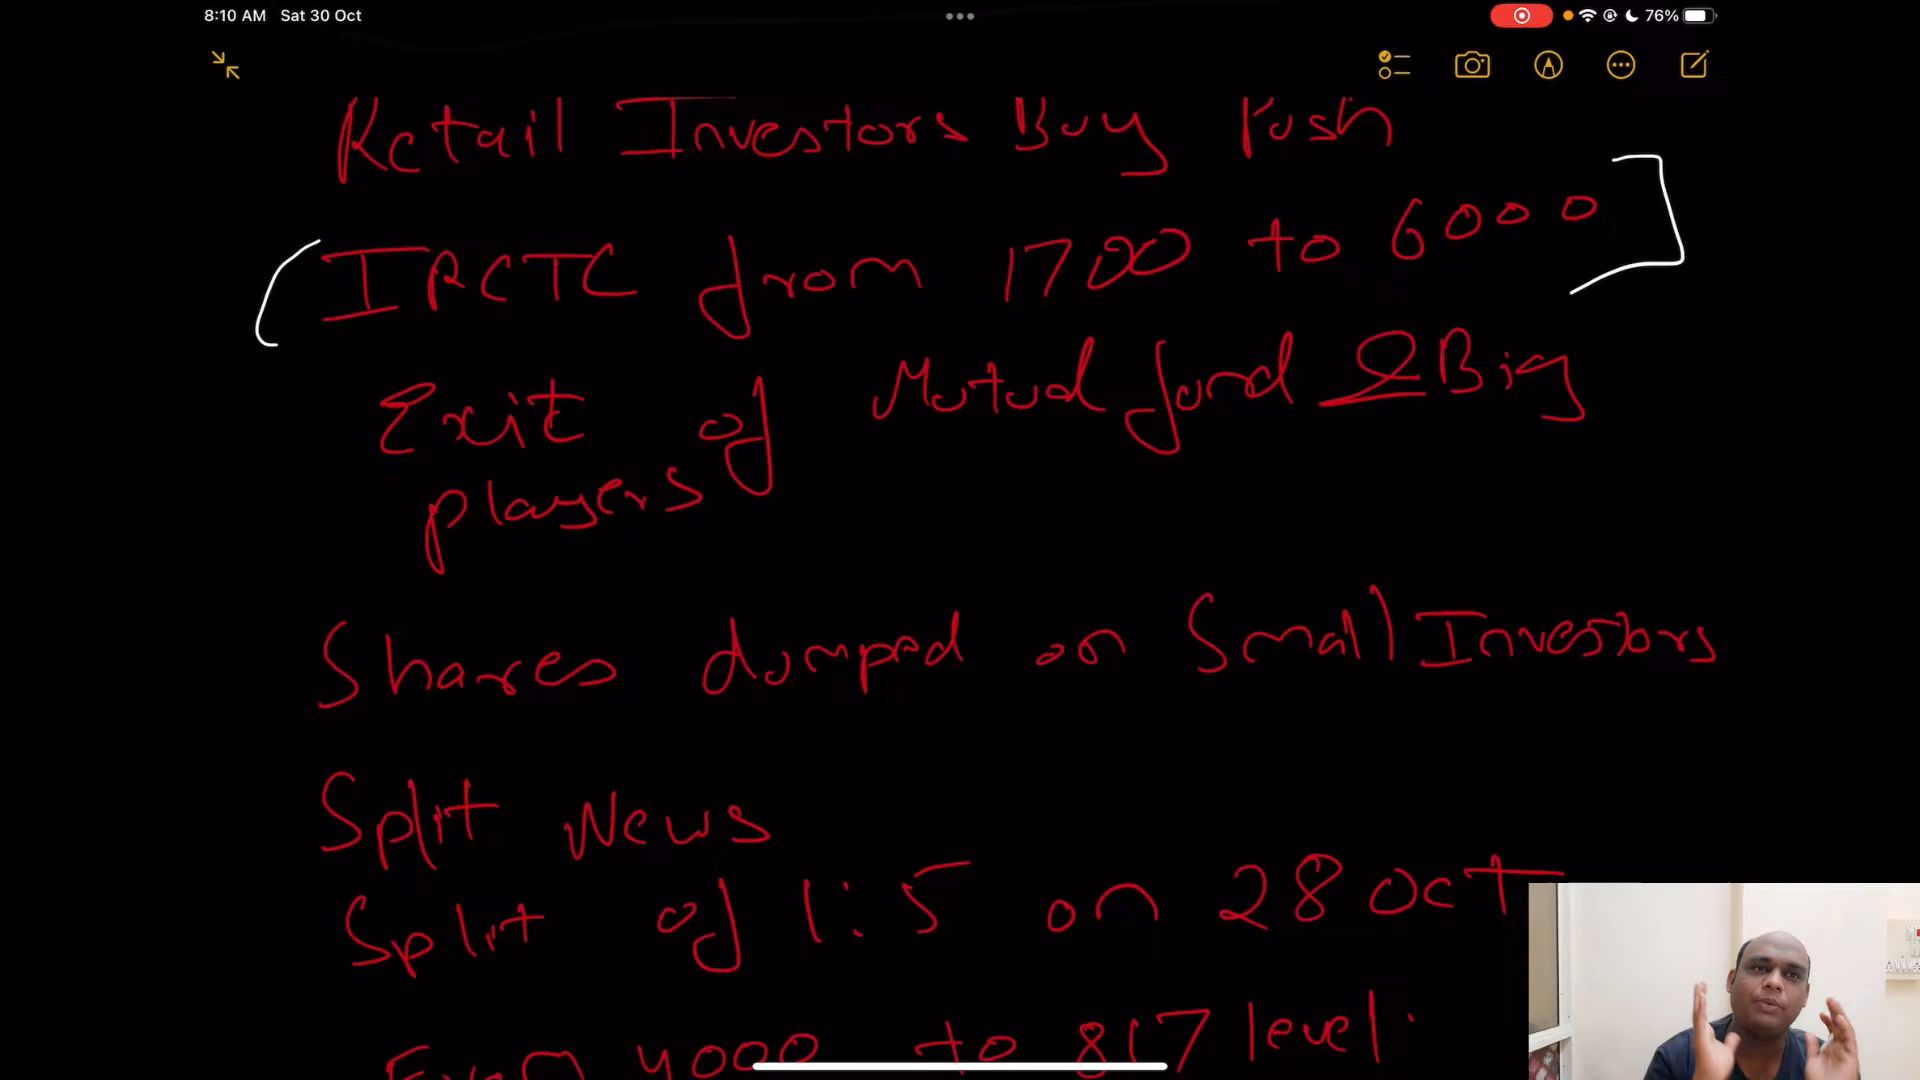 8:10 AM Sat 30 Oct
76%
Retail Investors Buy Push
IRCTC from 1700 to 6000
Exit of Mutual fund & Big
players
Shares dumped on Small Investors
Split News
Split of 1:5 on 28 Oct
From 4000 to 817 level.